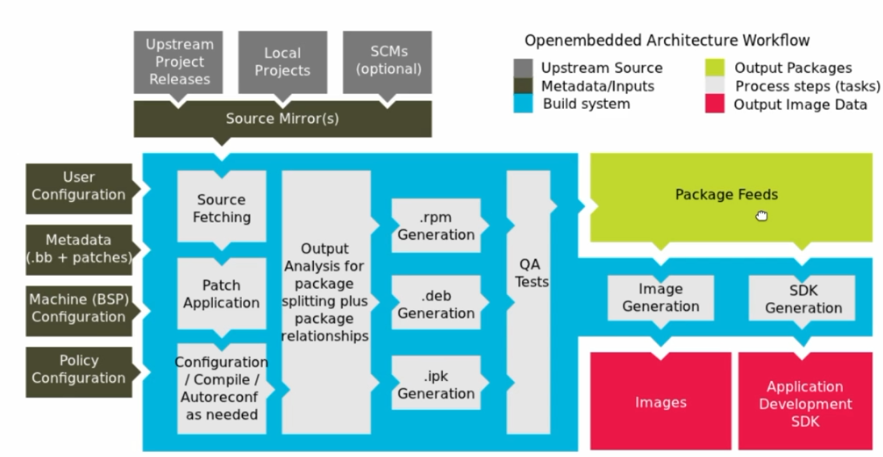 Openembedded Architecture Workflow
Upstream Source
Metadata/Inputs
Build system
Output Packages
Process steps (tasks)
Output Image Data
Upstream
Project
Releases
Local
Projects
SCMs
(optional)
Source Mirror(s)
User
Configuration
Metadata
(.bb + patches)
Machine (BSP)
Configuration
Policy
Configuration
Source
Fetching
Patch
Application
Configuration
/ Compile /
Autoreconf
as needed
Output
Analysis for
package
splitting plus
package
relationships
.rpm
Generation
.deb
Generation
.ipk
Generation
QA
Tests
Package Feeds
Image
Generation
SDK
Generation
Images
Application
Development
SDK